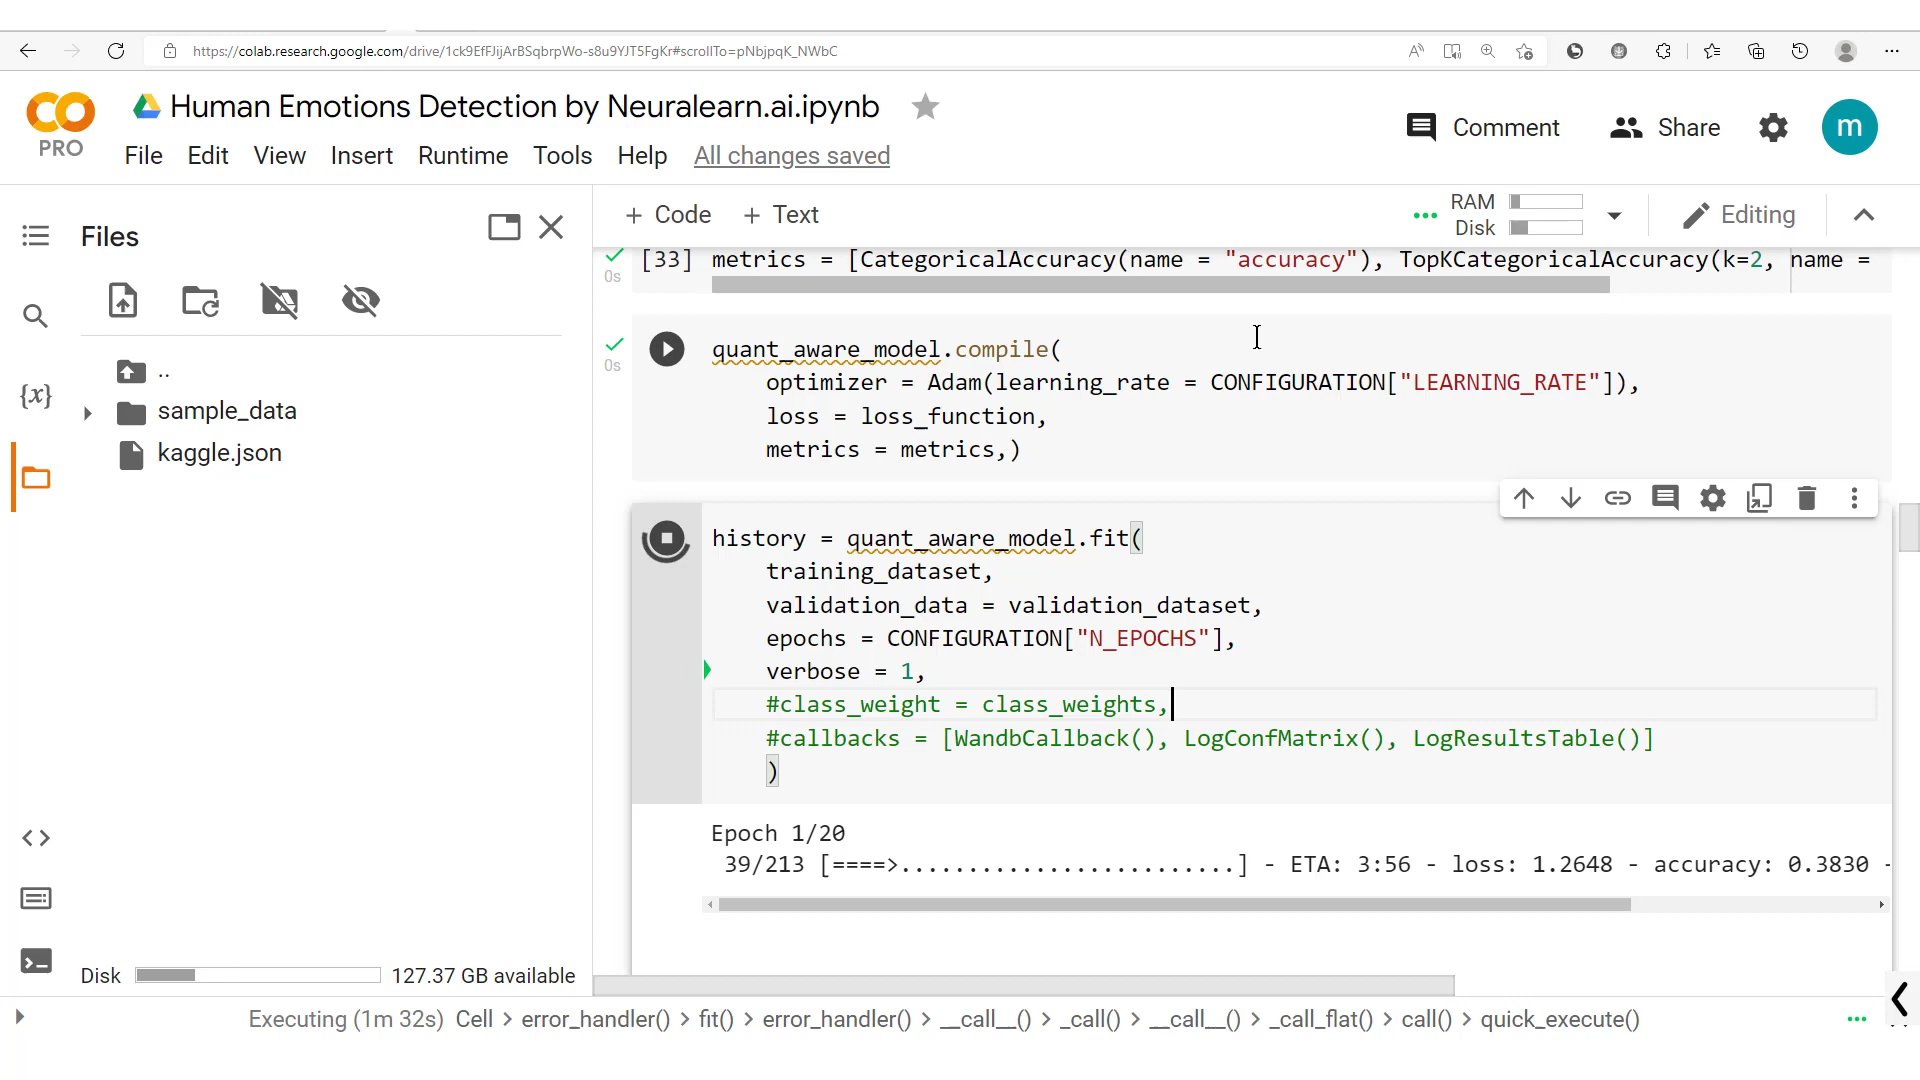 https://colab.research.google.com/drive/1ck9EfFJijArBSqbrpWo-s8u9YJT5FgKr#scrollTo=pNbjpqK_NWbC
PRO
Human Emotions Detection by Neuralearn.ai.ipynb
File Edit View Insert Runtime Tools Help All changes saved
Comment Share m
Files
+ Code + Text
RAM
Disk
Editing
..
sample_data
kaggle.json
{x}
Disk 127.37 GB available
0s
[33] metrics = [CategoricalAccuracy(name = "accuracy"), TopKCategoricalAccuracy(k=2, name =
0s
quant_aware_model.compile(
optimizer = Adam(learning_rate = CONFIGURATION["LEARNING_RATE"]),
loss = loss_function,
metrics = metrics,)
history = quant_aware_model.fit(
training_dataset,
validation_data = validation_dataset,
epochs = CONFIGURATION["N_EPOCHS"],
verbose = 1,
#class_weight = class_weights,
#callbacks = [WandbCallback(), LogConfMatrix(), LogResultsTable()]
)
Epoch 1/20
39/213 [====>.........................] - ETA: 3:56 - loss: 1.2648 - accuracy: 0.3830 -
Executing (1m 32s) Cell > error_handler() > fit() > error_handler() > __call__() > _call() > __call__() > _call_flat() > call() > quick_execute()